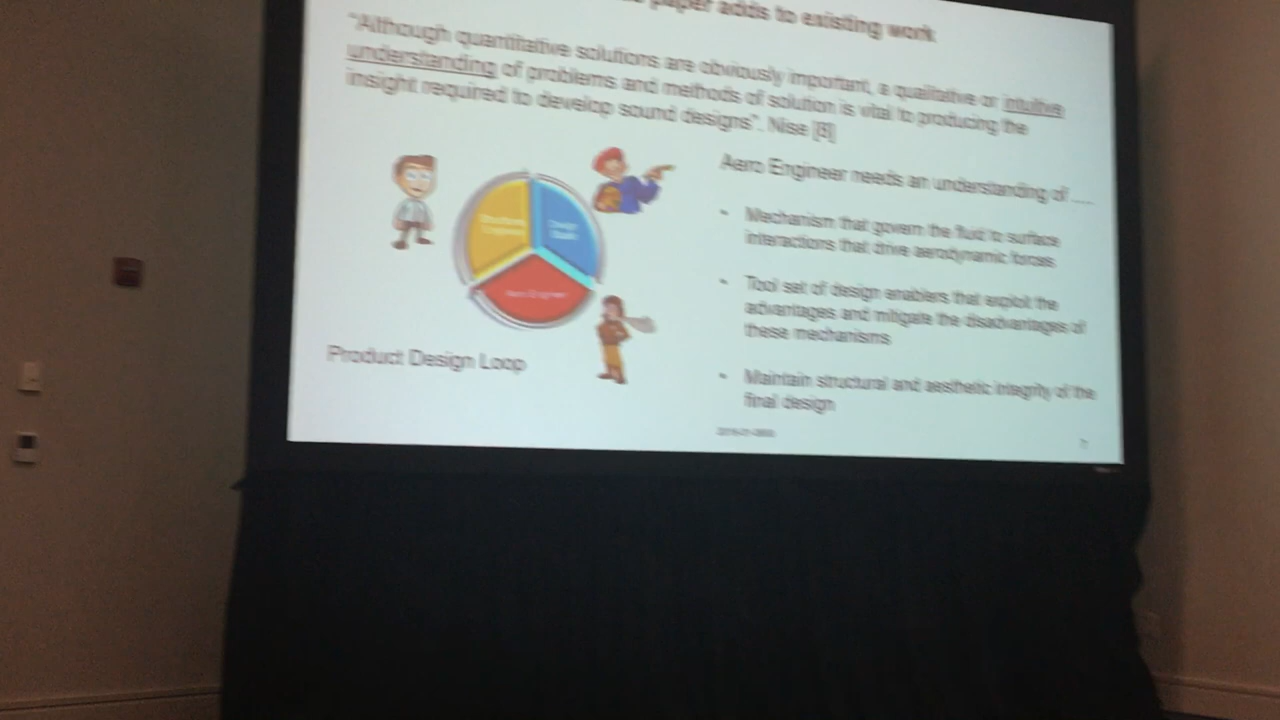 paper adds to existing work
"Although quantitative solutions are obviously important, a qualitative or intuitive
understanding of problems and methods of solution is vital to producing the
insight required to develop sound designs". Nise [8]
Aero Engineer needs an understanding of ....
- Mechanism that govern the fluid to surface
interactions that drive aerodynamic forces
- Tool set of design enablers that exploit the
advantages and mitigate the disadvantages of
these mechanisms
- Maintain structural and aesthetic integrity of the
final design
Design
Aero Engineer
Product Design Loop